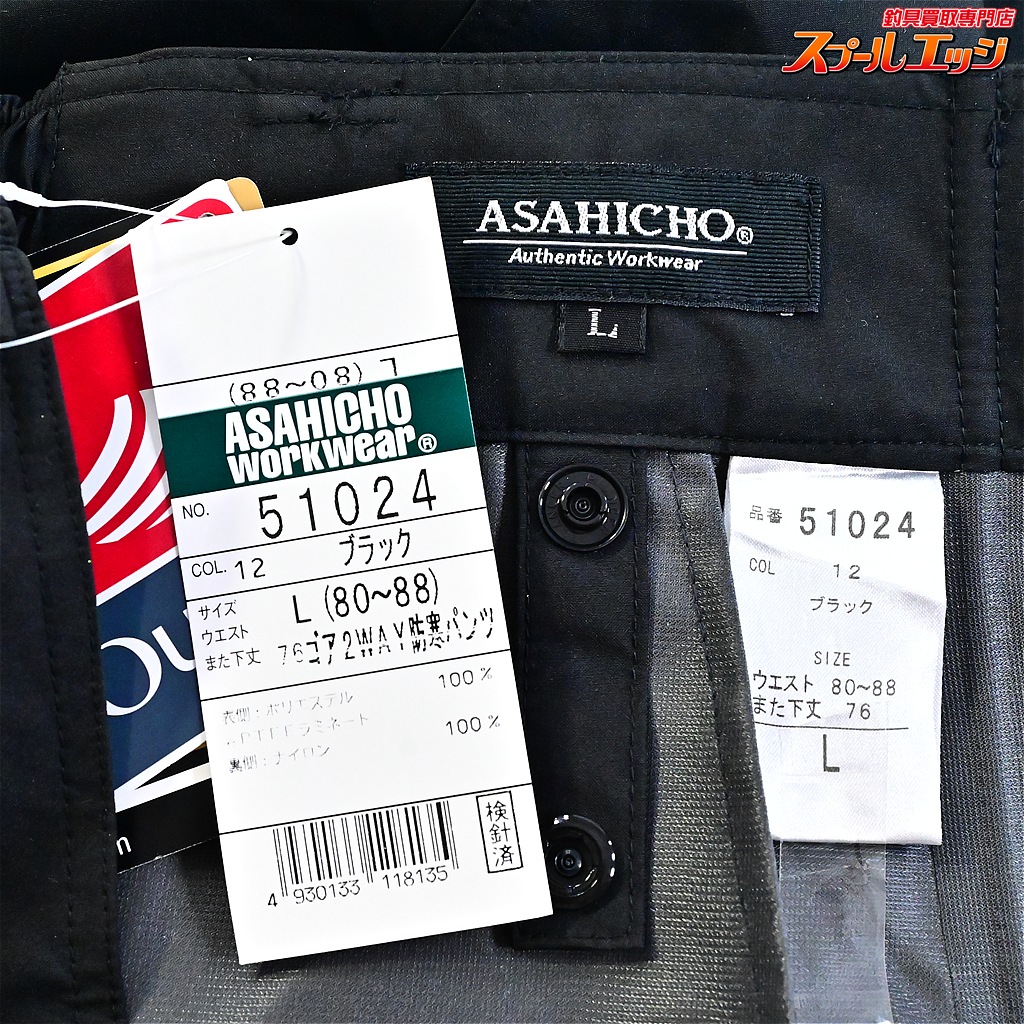 釣具買取専門店
スプールエッジ
ASAHICHO®
Authentic Workwear
L
L (80~88)
ASAHICHO
WORKWEAR®
NO. 51024
COL. 12 ブラック
サイズ L (80~88)
ウエスト
また下丈 76ゴア2WAY防寒パンツ
表側:ポリエステル 100%
PTFEラミネート
裏側:ナイロン 100%
検針済
4 930133 118135
品番 51024
COL 12
ブラック
SIZE
ウエスト 80~88
また下丈 76
L